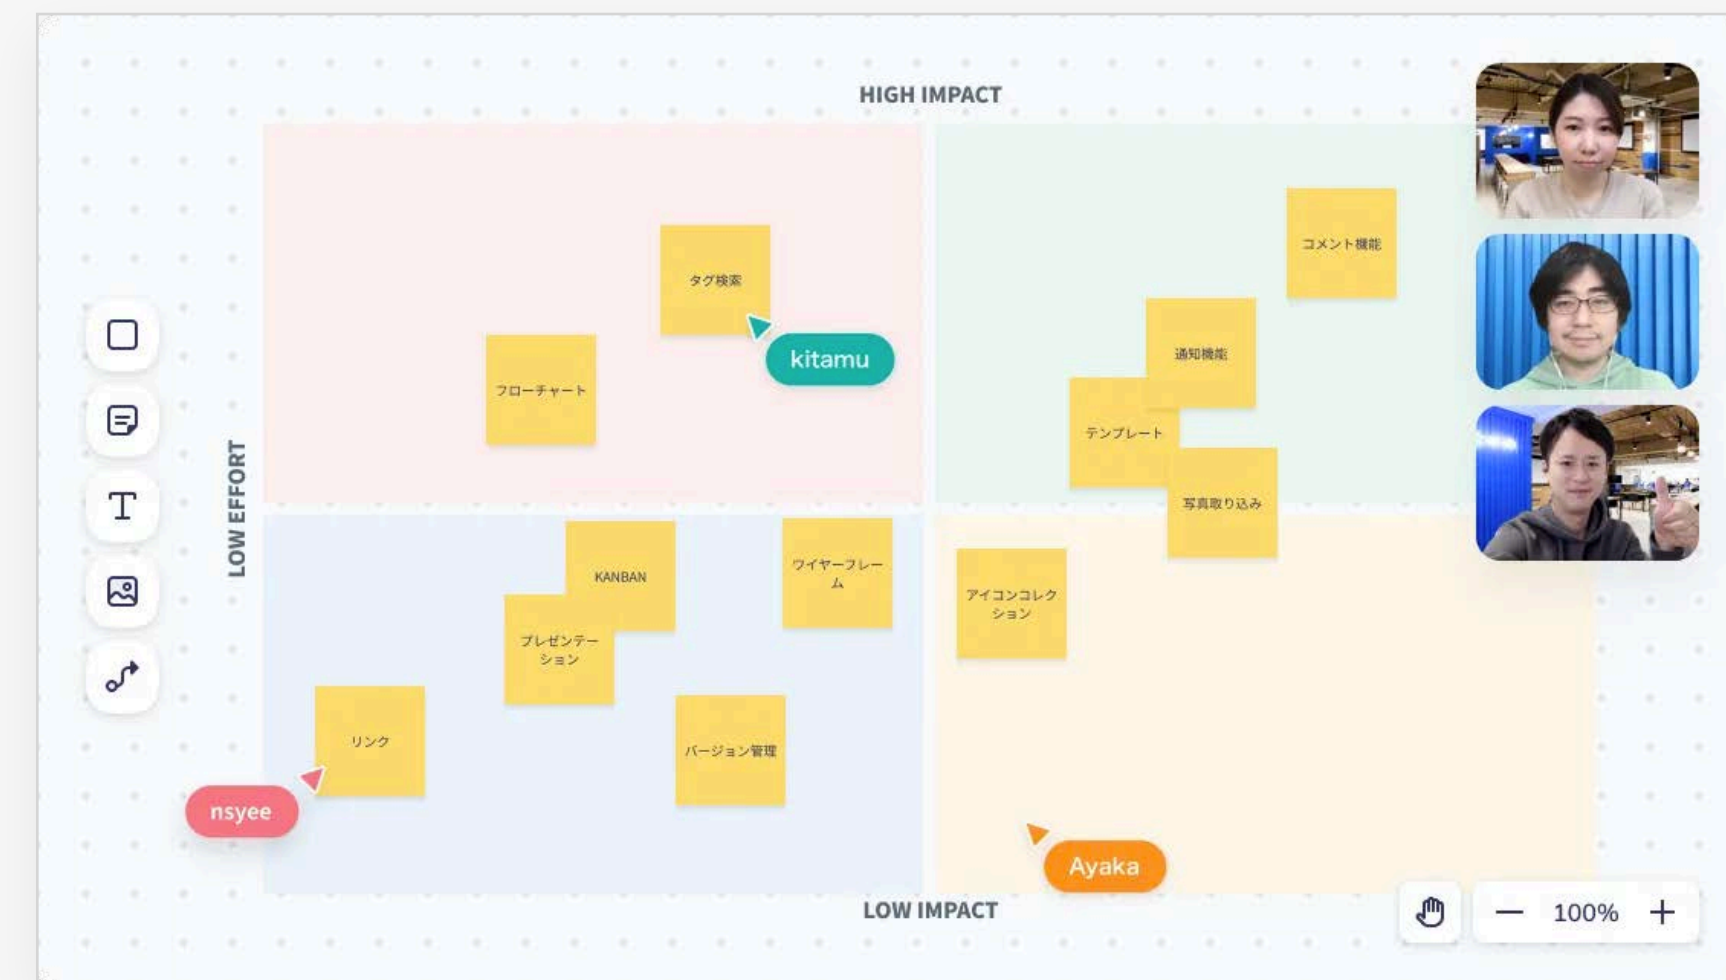 HIGH IMPACT
コメント機能
タグ検索
通知機能
kitamu
フローチャート
テンプレート
写真取り込み
LOW EFFORT
KANBAN
ワイヤーフレー
ム
アイコンコレク
ション
プレゼンテー
ション
リンク
バージョン管理
nsyee
Ayaka
LOW IMPACT
100%